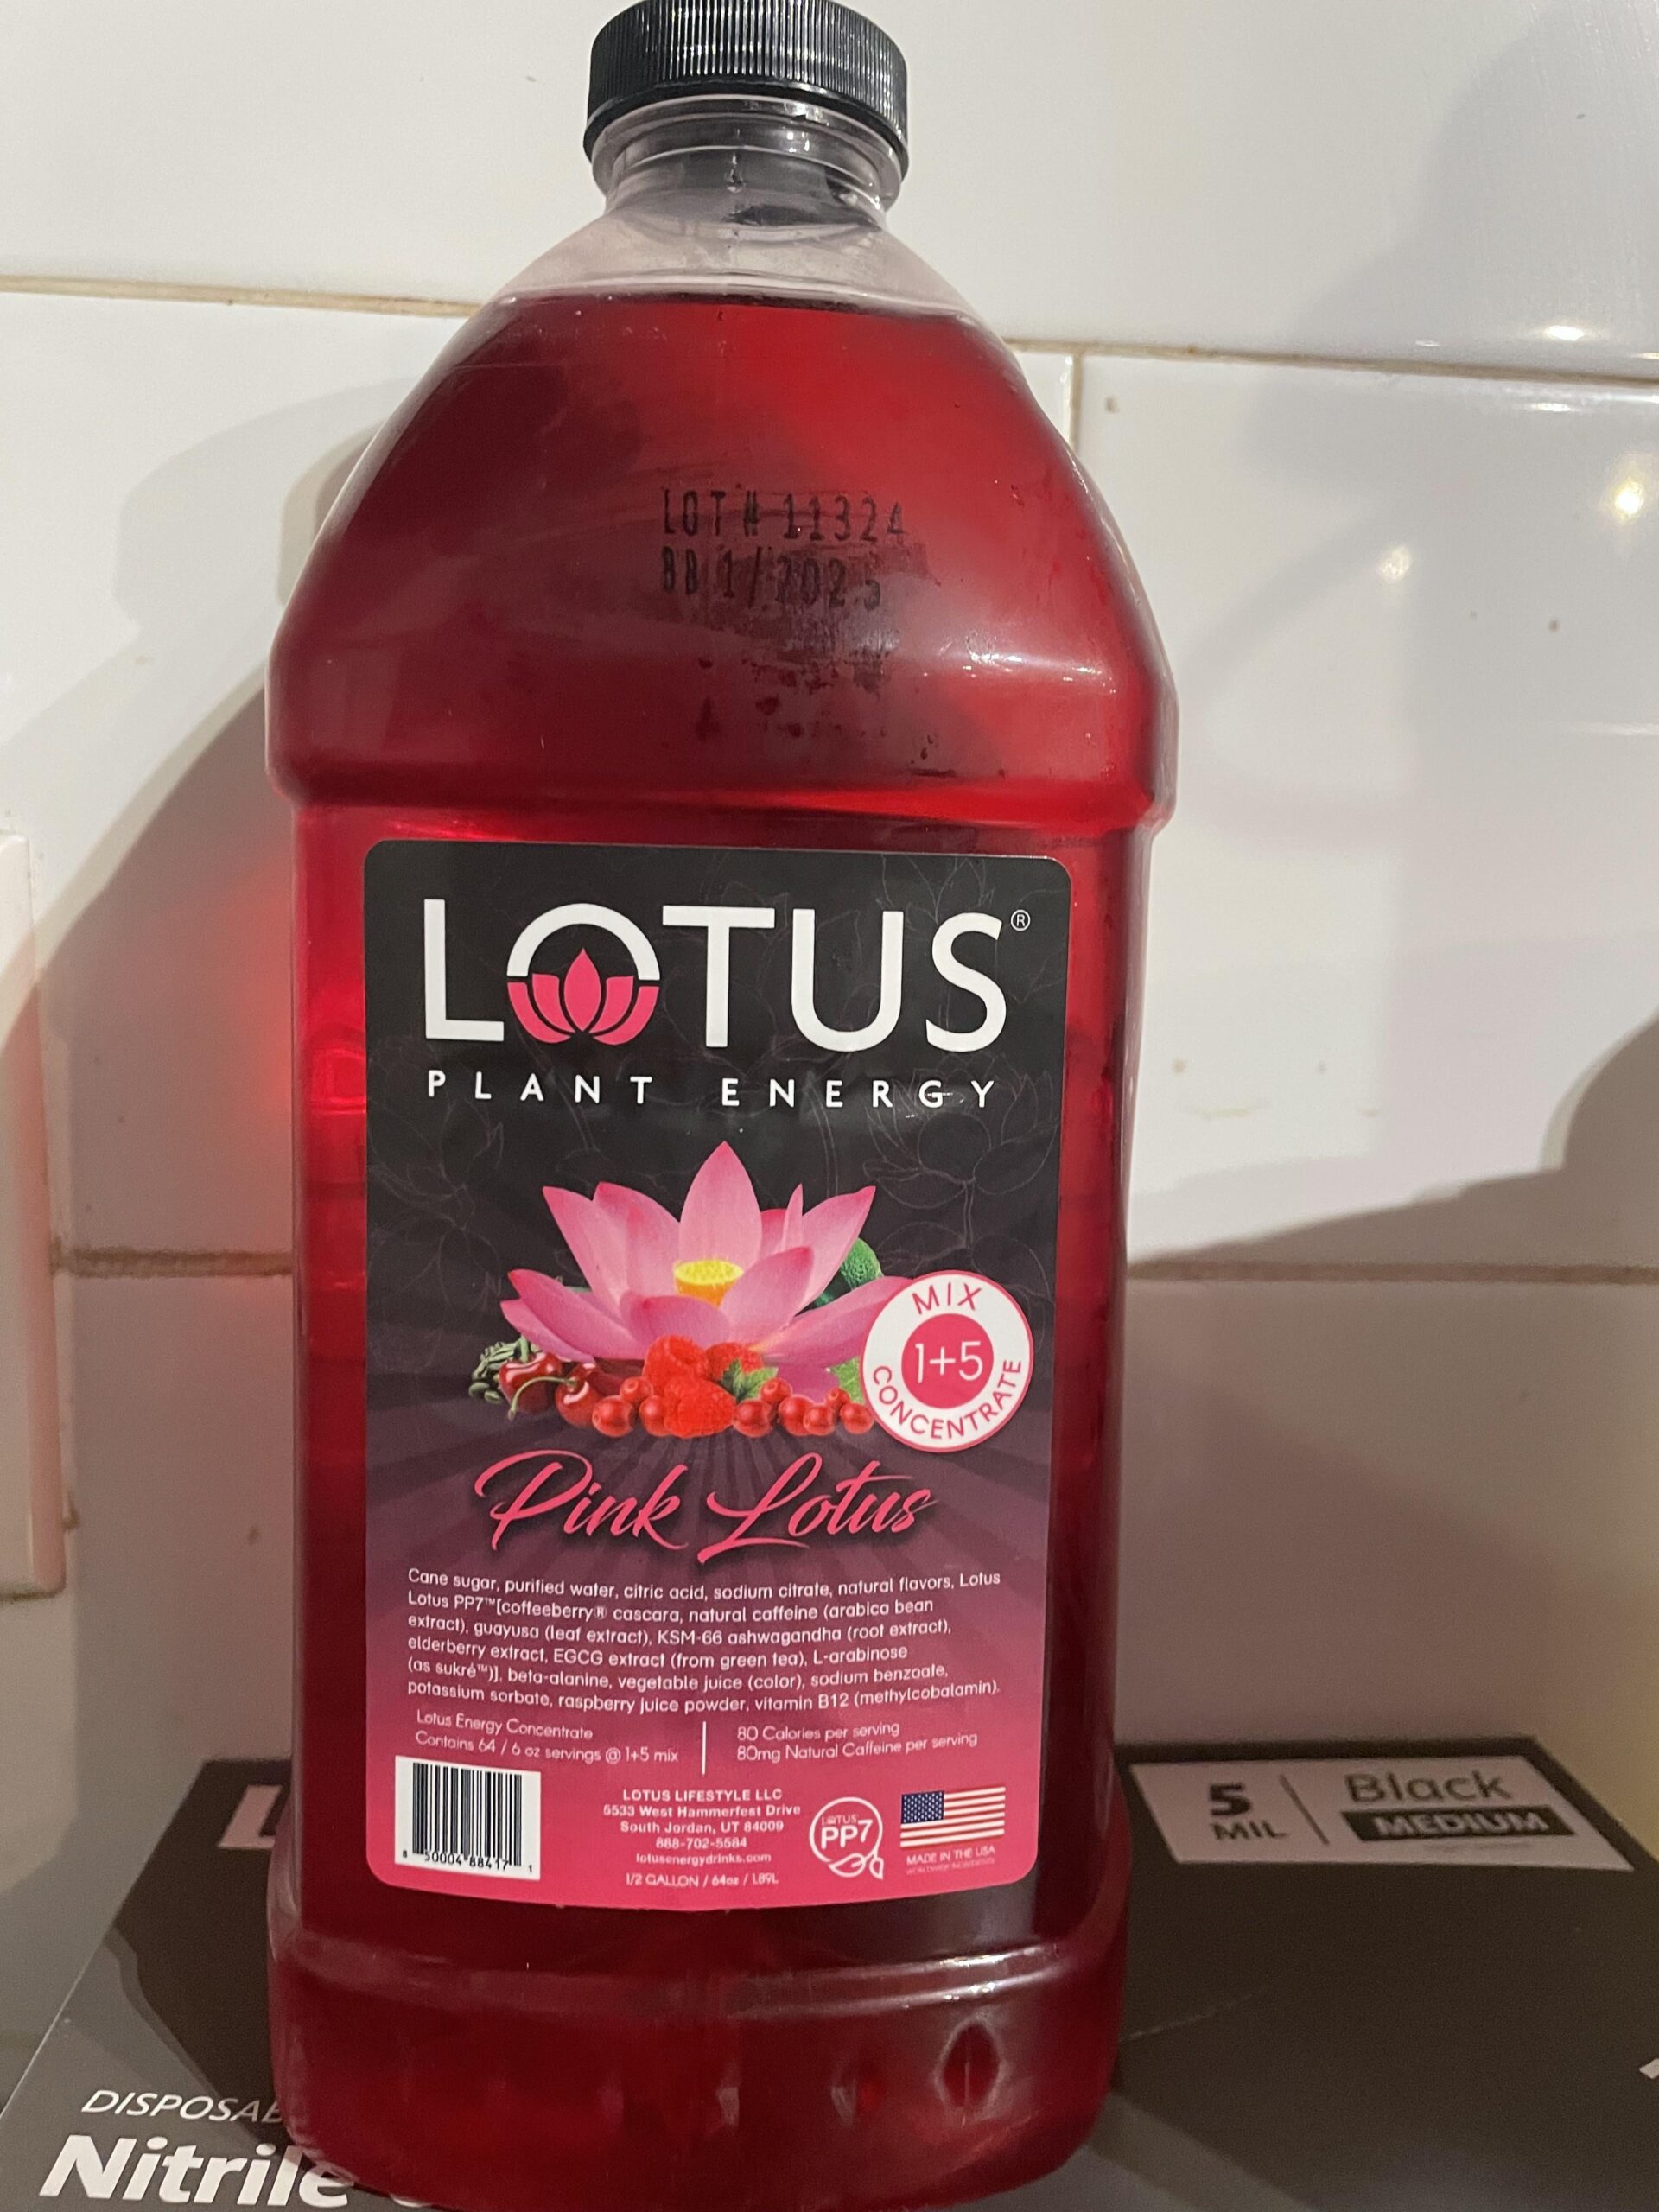 LOT # 11324
BB 1/2025
LOTUS®
PLANT ENERGY
MIX
1+5
CONCENTRATE
Pink Lotus
Cane sugar, purified water, citric acid, sodium citrate, natural flavors, Lotus
Lotus PP7™[coffeeberry® cascara, natural caffeine (arabica bean
extract), guayusa (leaf extract), KSM-66 ashwagandha (root extract),
elderberry extract, EGCG extract (from green tea), L-arabinose
(as sukré™)], beta-alanine, vegetable juice (color), sodium benzoate,
potassium sorbate, raspberry juice powder, vitamin B12 (methylcobalamin).
Lotus Energy Concentrate
Contains 64 / 6 oz servings @ 1+5 mix
80 Calories per serving
80mg Natural Caffeine per serving
8 50004 88417 1
LOTUS LIFESTYLE LLC
5533 West Hammerfest Drive
South Jordan, UT 84009
888-702-5584
lotusenergydrinks.com
1/2 GALLON / 64oz / 1.89L
LOTUS
PP7
MADE IN THE USA
5
MIL
Black
MEDIUM
Nitrile